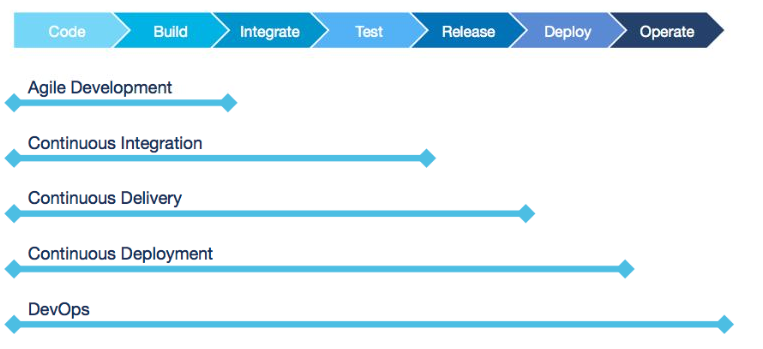 Code Build Integrate Test Release Deploy Operate
Agile Development
Continuous Integration
Continuous Delivery
Continuous Deployment
DevOps